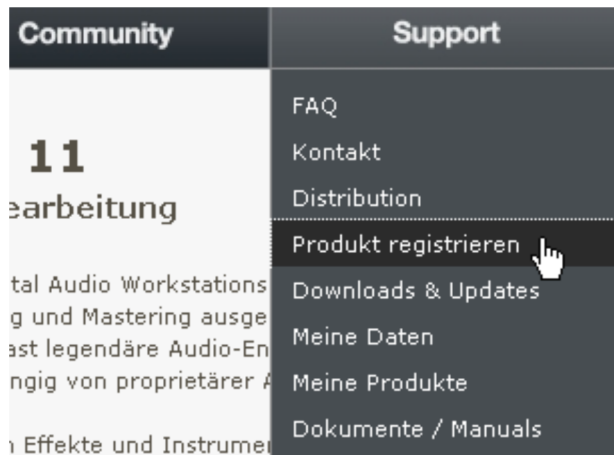 Community
Support
11
earbeitung
tal Audio Workstations
g und Mastering ausge
ast legendäre Audio-En
ngig von proprietärer A
n Effekte und Instrumen
FAQ
Kontakt
Distribution
Produkt registrieren
Downloads & Updates
Meine Daten
Meine Produkte
Dokumente / Manuals